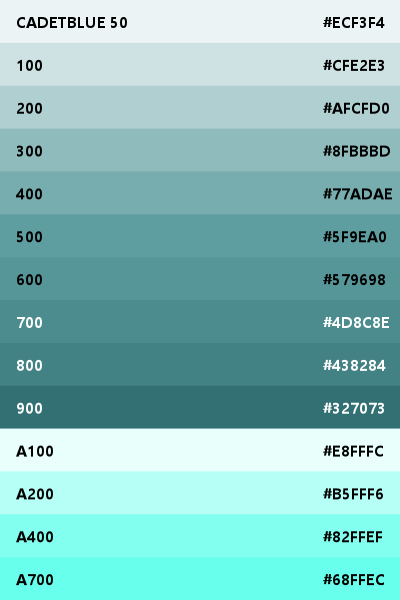 CADETBLUE 50 #ECF3F4
100 #CFE2E3
200 #AFCFD0
300 #8FBBBD
400 #77ADAE
500 #5F9EA0
600 #579698
700 #4D8C8E
800 #438284
900 #327073
A100 #E8FFFC
A200 #B5FFF6
A400 #82FFEF
A700 #68FFEC